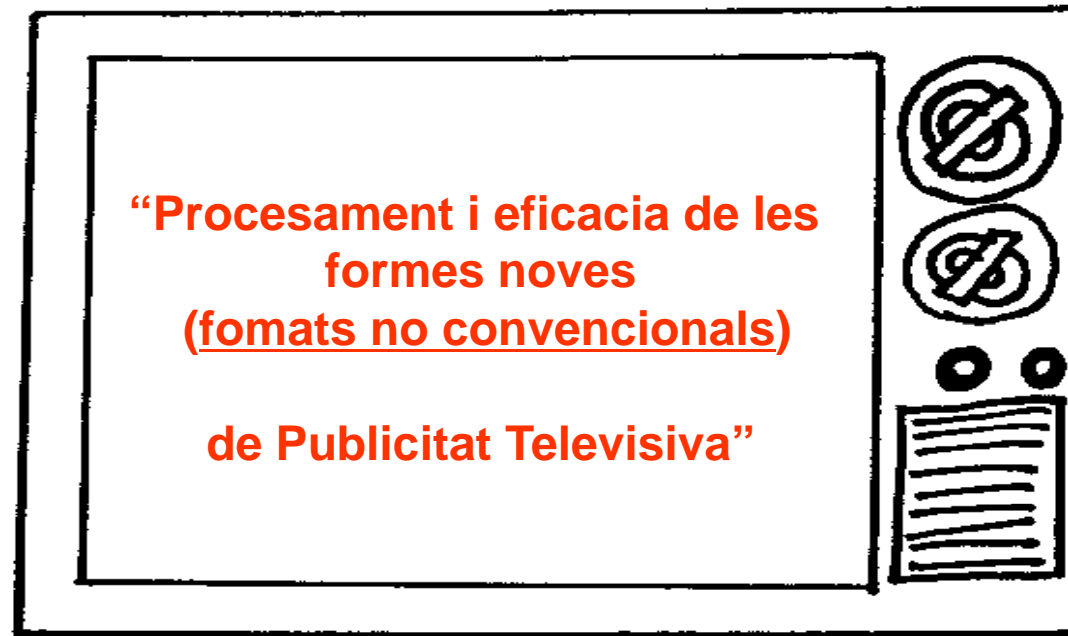 “Procesament i eficacia de les
formes noves
(fomats no convencionals)
de Publicitat Televisiva”